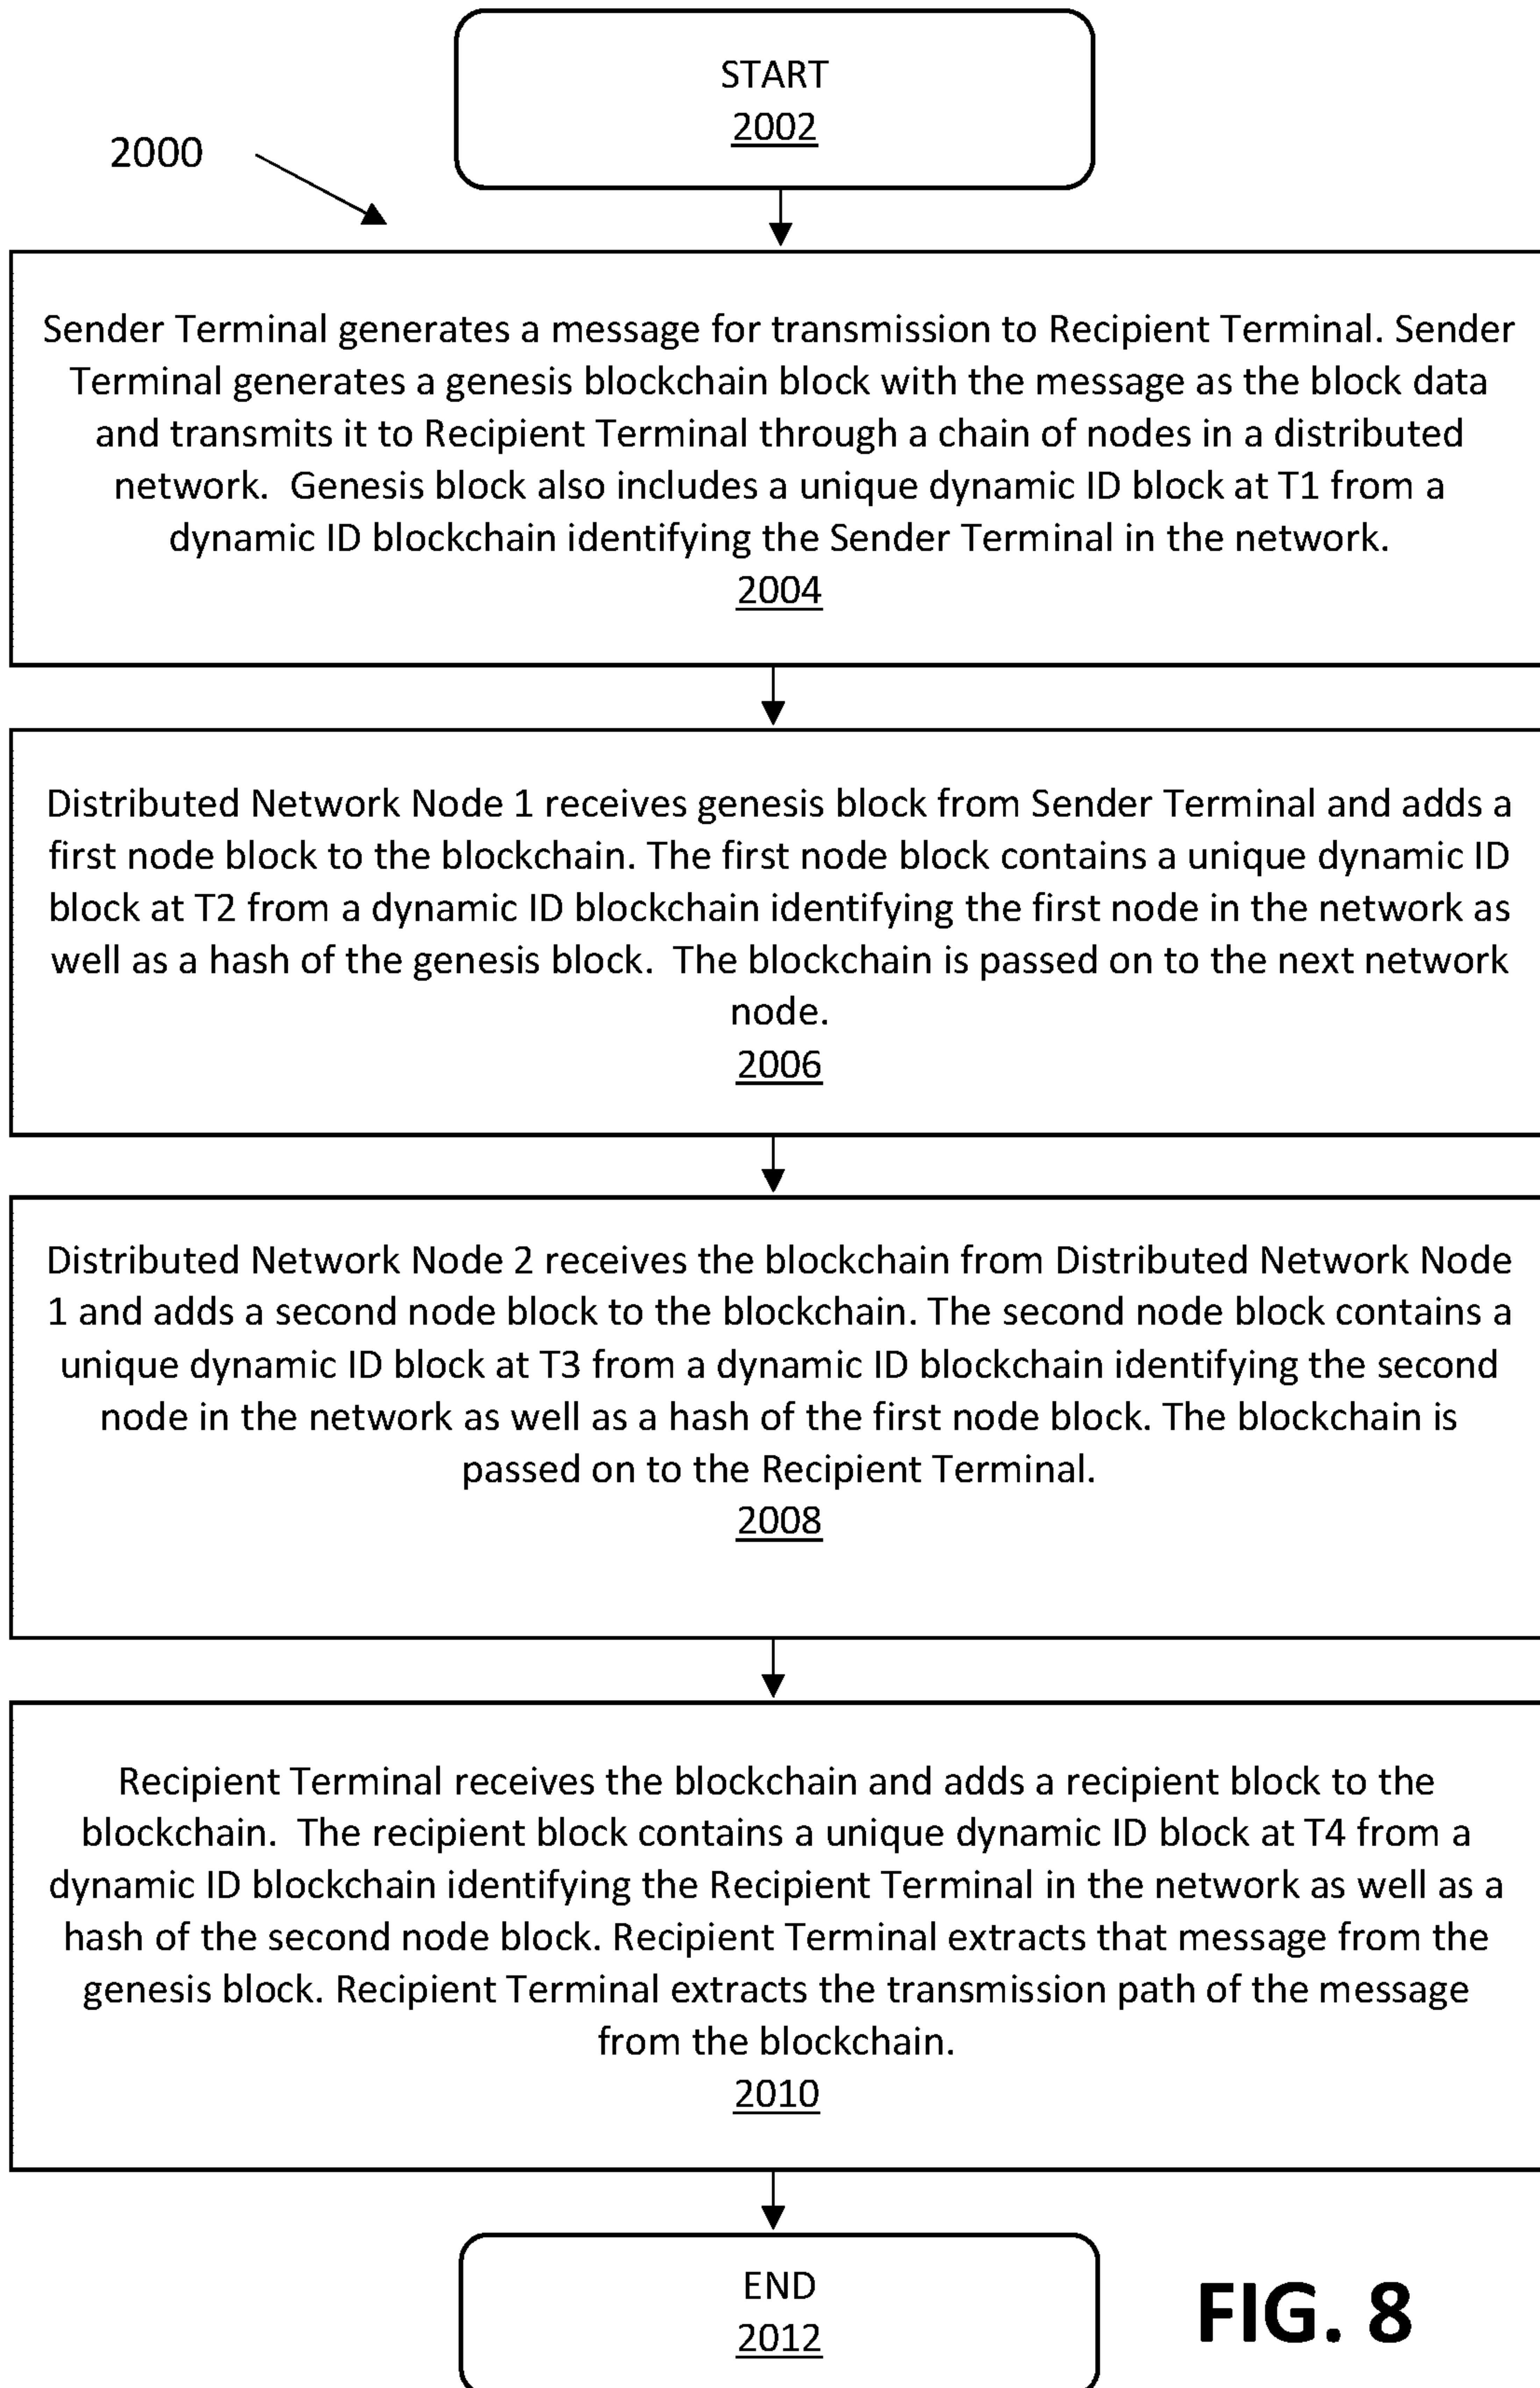 START
2002
2000
Sender Terminal generates a message for transmission to Recipient Terminal. Sender
Terminal generates a genesis blockchain block with the message as the block data
and transmits it to Recipient Terminal through a chain of nodes in a distributed
network.  Genesis block also includes a unique dynamic ID block at T1 from a
dynamic ID blockchain identifying the Sender Terminal in the network.
2004
Distributed Network Node 1 receives genesis block from Sender Terminal and adds a
first node block to the blockchain. The first node block contains a unique dynamic ID
block at T2 from a dynamic ID blockchain identifying the first node in the network as
well as a hash of the genesis block.  The blockchain is passed on to the next network
node.
2006
Distributed Network Node 2 receives the blockchain from Distributed Network Node
1 and adds a second node block to the blockchain. The second node block contains a
unique dynamic ID block at T3 from a dynamic ID blockchain identifying the second
node in the network as well as a hash of the first node block. The blockchain is
passed on to the Recipient Terminal.
2008
Recipient Terminal receives the blockchain and adds a recipient block to the
blockchain.  The recipient block contains a unique dynamic ID block at T4 from a
dynamic ID blockchain identifying the Recipient Terminal in the network as well as a
hash of the second node block. Recipient Terminal extracts that message from the
genesis block. Recipient Terminal extracts the transmission path of the message
from the blockchain.
2010
END
2012
FIG. 8